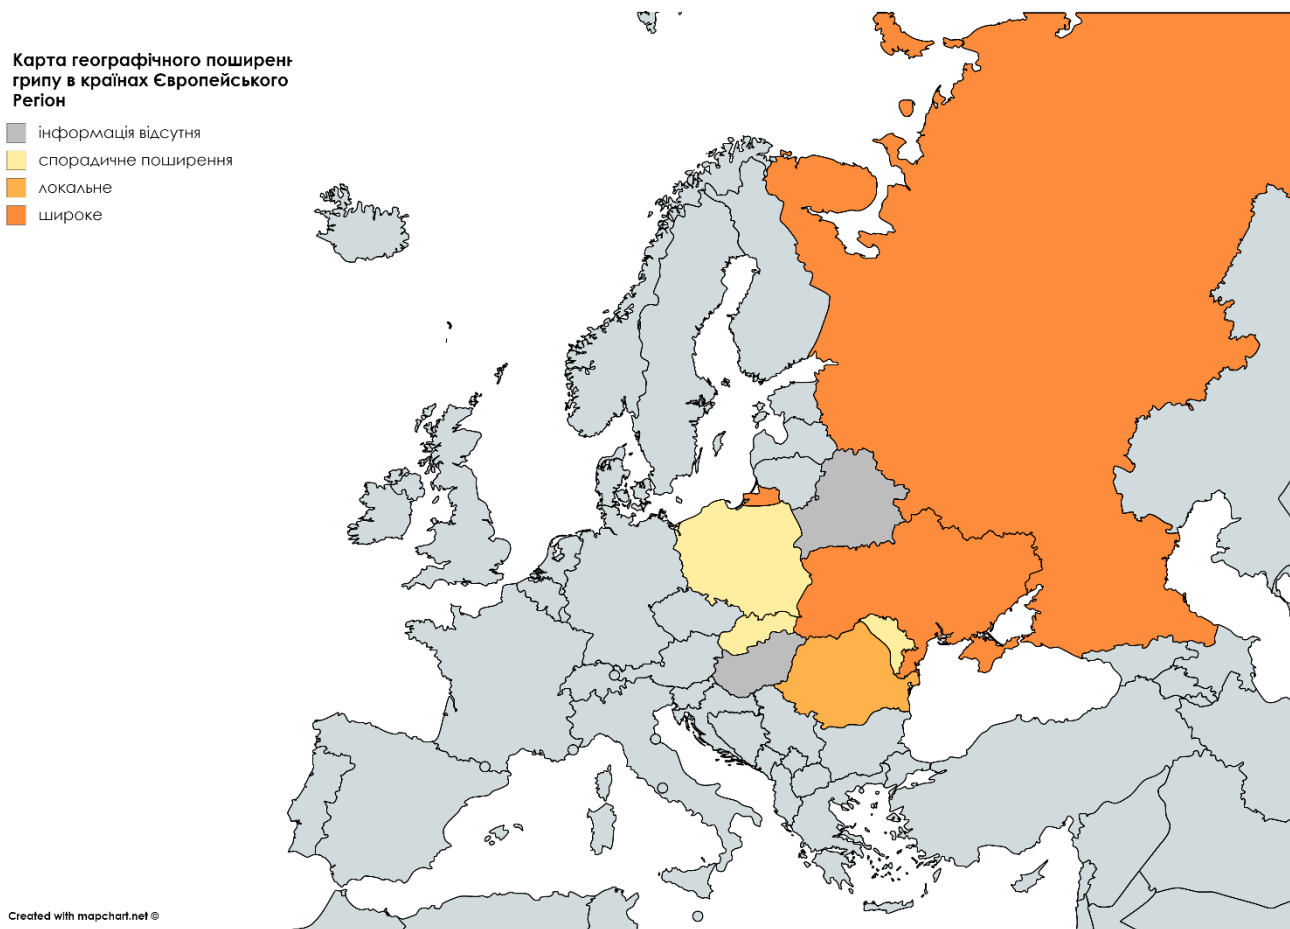 Карта географічного поширенн
грипу в країнах Європейського
Регіон
інформація відсутня
спорадичне поширення
локальне
широке
Created with mapchart.net ©